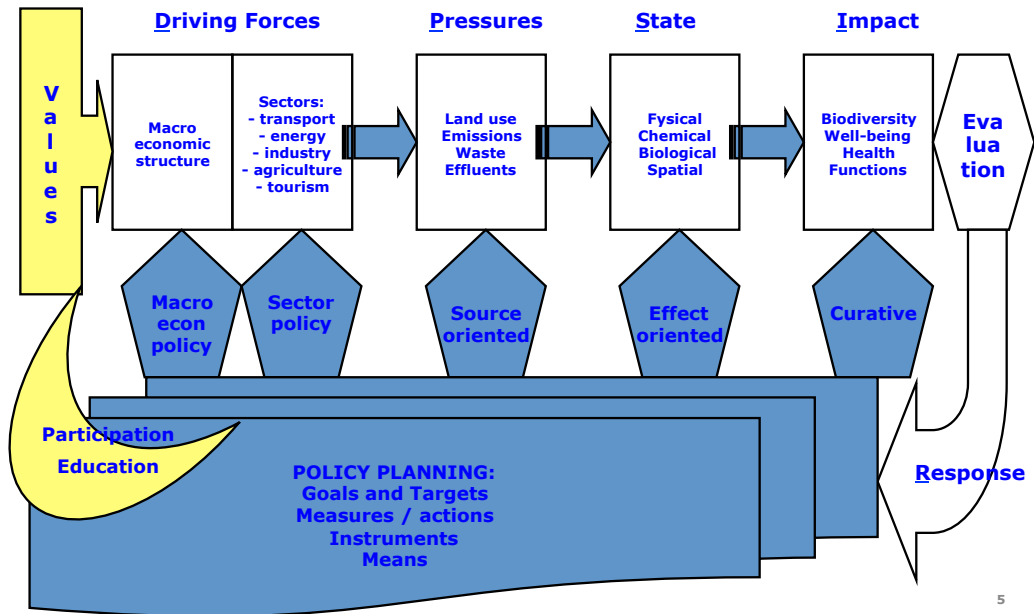 Driving Forces
Pressures
State
Impact
Values
Macro
economic
structure
Sectors:
- transport
- energy
- industry
- agriculture
- tourism
Land use
Emissions
Waste
Effluents
Fysical
Chemical
Biological
Spatial
Biodiversity
Well-being
Health
Functions
Eva
lua
tion
Macro
econ
policy
Sector
policy
Source
oriented
Effect
oriented
Curative
Participation
Education
POLICY PLANNING:
Goals and Targets
Measures / actions
Instruments
Means
Response
5